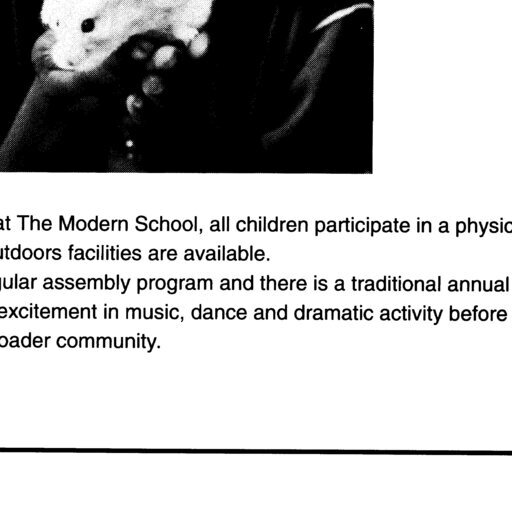 at The Modern School, all children participate in a physic
utdoors facilities are available.
gular assembly program and there is a traditional annual
excitement in music, dance and dramatic activity before
oader community.